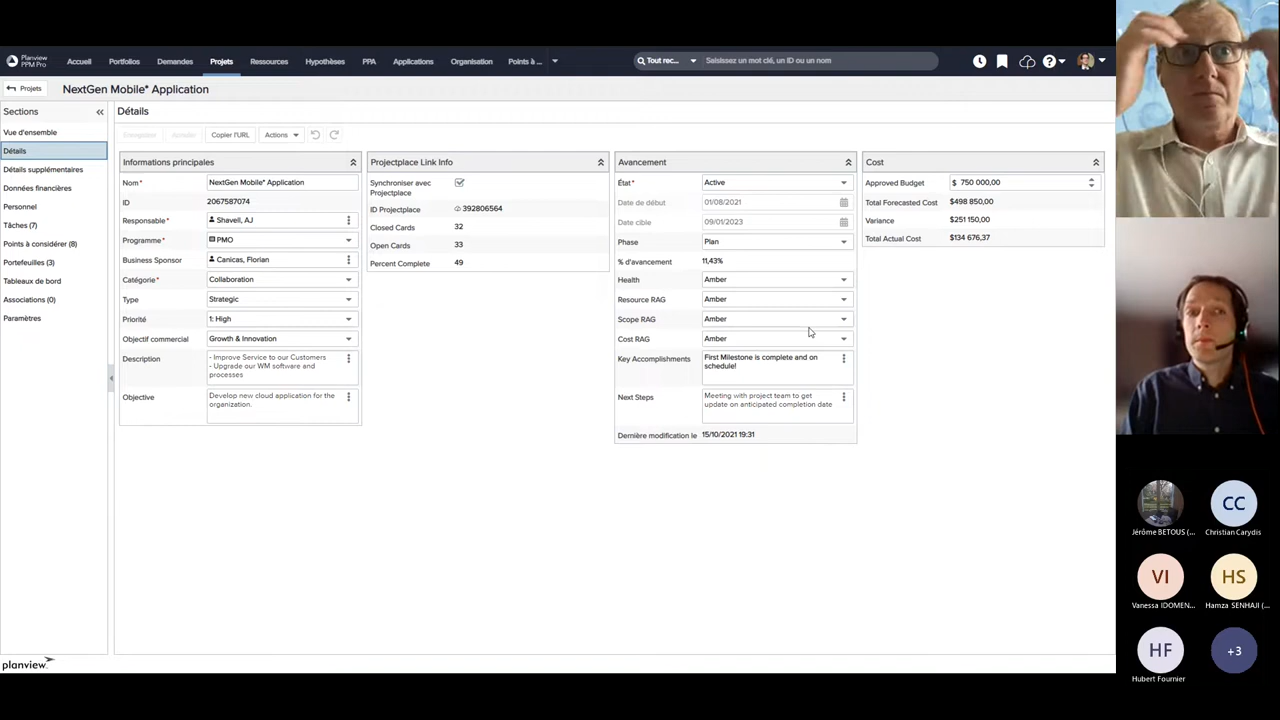 Planview
PPM Pro
Accueil
Portfolios
Demandes
Projets
Ressources
Hypothèses
PPA
Applications
Organisation
Points à ...
Tout rec...
Saisissez un mot clé, un ID ou un nom
Projets
NextGen Mobile* Application
Sections
Vue d'ensemble
Détails
Détails supplémentaires
Données financières
Personnel
Tâches (7)
Points à considérer (8)
Portefeuilles (3)
Tableaux de bord
Associations (0)
Paramètres
Détails
Enregistrer
Annuler
Copier l'URL
Actions
Informations principales
Nom* NextGen Mobile* Application
ID 2067587074
Responsable* Shavell, AJ
Programme* PMO
Business Sponsor Canicas, Florian
Catégorie* Collaboration
Type Strategic
Priorité 1: High
Objectif commercial Growth & Innovation
Description - Improve Service to our Customers
- Upgrade our WM software and
processes
Objective Develop new cloud application for the
organization.
Projectplace Link Info
Synchroniser avec
Projectplace
ID Projectplace 392806564
Closed Cards 32
Open Cards 33
Percent Complete 49
Avancement
État* Active
Date de début 01/08/2021
Date cible 09/01/2023
Phase Plan
% d'avancement 11,43%
Health Amber
Resource RAG Amber
Scope RAG Amber
Cost RAG Amber
Key Accomplishments First Milestone is complete and on
schedule!
Next Steps Meeting with project team to get
update on anticipated completion date
Dernière modification le 15/10/2021 19:31
Cost
Approved Budget $ 750 000,00
Total Forecasted Cost $498 850,00
Variance $251 150,00
Total Actual Cost $134 676,37
planview
Jérôme BETOUS (...
CC
Christian Carydis
VI
Vanessa IDOMEN...
HS
Hamza SENHAJI (...
HF
Hubert Fournier
+3